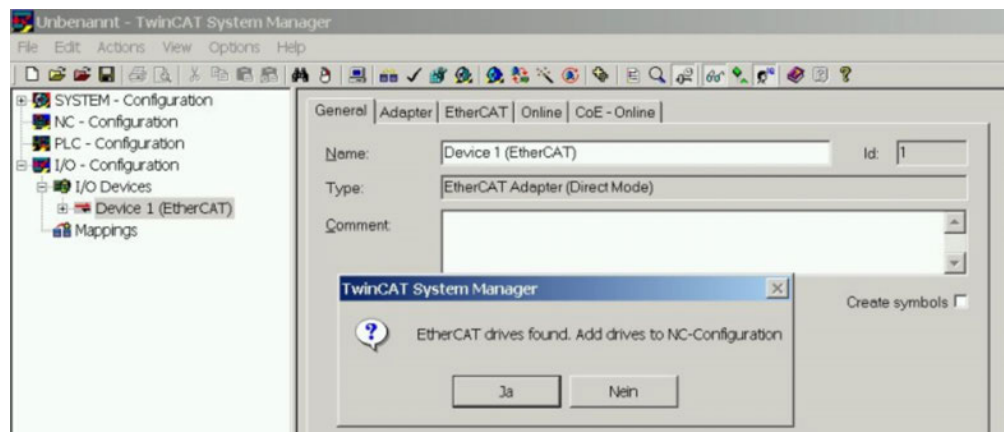 Unbenannt - TwinCAT System Manager
File Edit Actions View Options Help
SYSTEM - Configuration
NC - Configuration
PLC - Configuration
I/O - Configuration
I/O Devices
Device 1 (EtherCAT)
Mappings
General Adapter EtherCAT Online CoE - Online
Name: Device 1 (EtherCAT) Id: 1
Type: EtherCAT Adapter (Direct Mode)
Comment:
Create symbols
TwinCAT System Manager
EtherCAT drives found. Add drives to NC-Configuration
Ja Nein